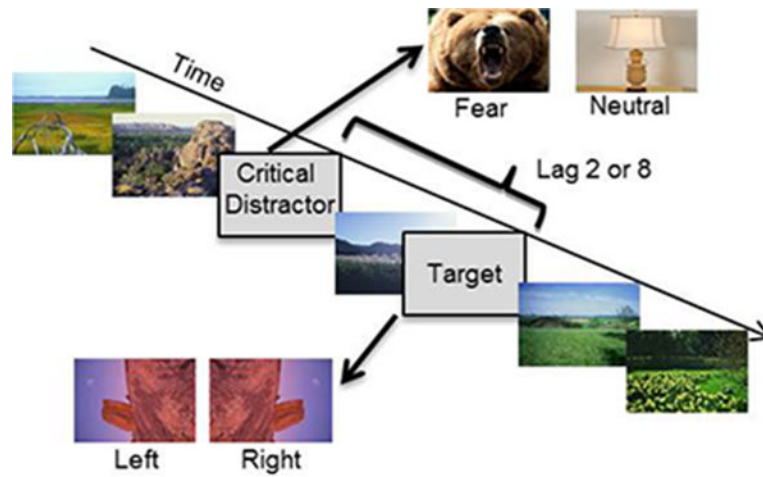 Time
Fear
Neutral
Critical
Distractor
Lag 2 or 8
Target
Left
Right